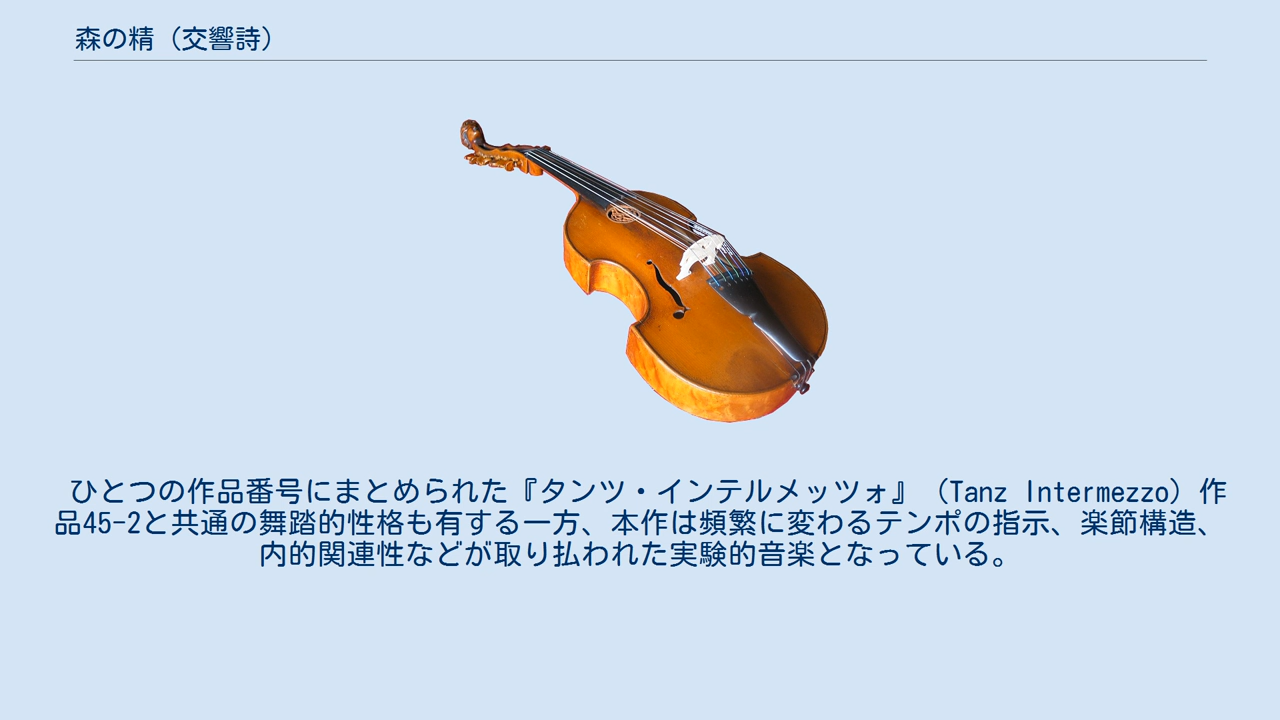 森の精（交響詩）
ひとつの作品番号にまとめられた『タンツ・インテルメッツォ』（Tanz Intermezzo）作
品45-2と共通の舞踏的性格も有する一方、本作は頻繁に変わるテンポの指示、楽節構造、
内的関連性などが取り払われた実験的音楽となっている。